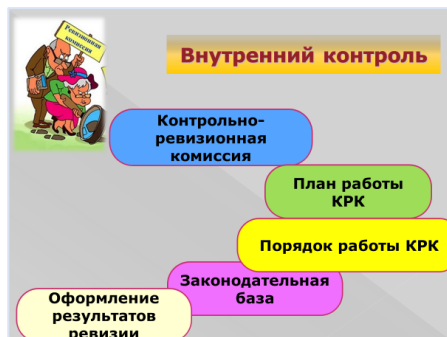 Ревизионная
комиссия
Внутренний контроль
Контрольно-
ревизионная
комиссия
План работы
КРК
Порядок работы КРК
Законодательная
база
Оформление
результатов
ревизии